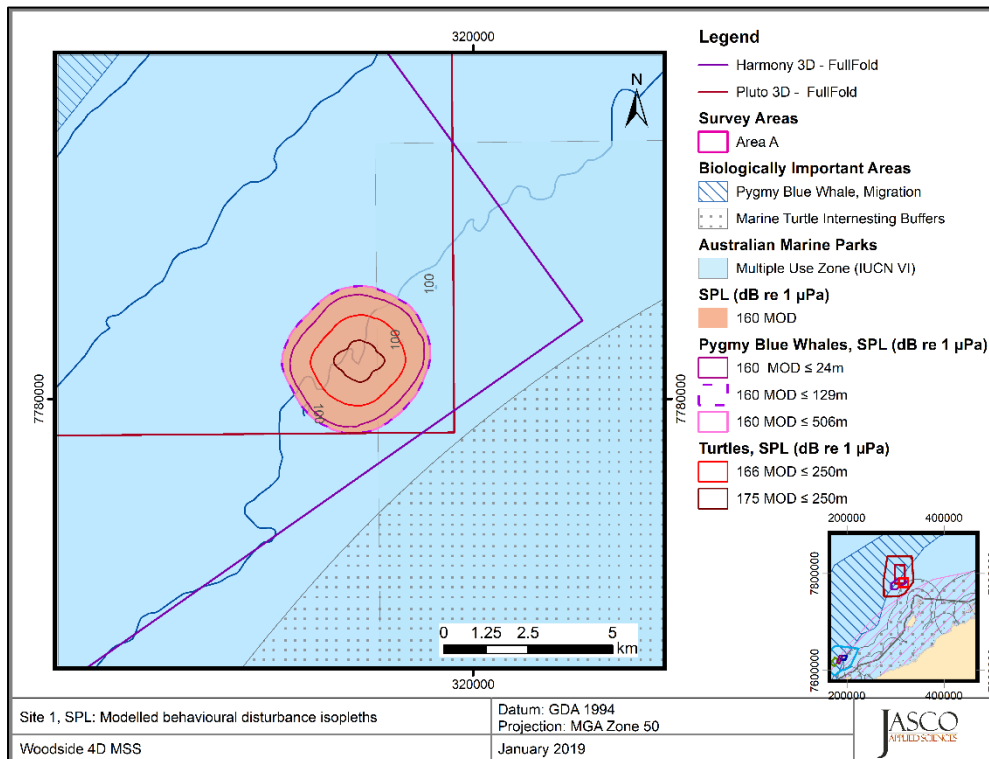 320000
N
7780000
7780000
100
100
100
0 1.25 2.5 5
km
320000
Legend
Harmony 3D - FullFold
Pluto 3D - FullFold
Survey Areas
Area A
Biologically Important Areas
Pygmy Blue Whale, Migration
Marine Turtle Internesting Buffers
Australian Marine Parks
Multiple Use Zone (IUCN VI)
SPL (dB re 1 µPa)
160 MOD
Pygmy Blue Whales, SPL (dB re 1 µPa)
160 MOD ≤ 24m
160 MOD ≤ 129m
160 MOD ≤ 506m
Turtles, SPL (dB re 1 µPa)
166 MOD ≤ 250m
175 MOD ≤ 250m
200000 400000
7800000
7600000
200000 400000
Site 1, SPL: Modelled behavioural disturbance isopleths
Datum: GDA 1994
Projection: MGA Zone 50
Woodside 4D MSS
January 2019
JASCO
APPLIED SCIENCES